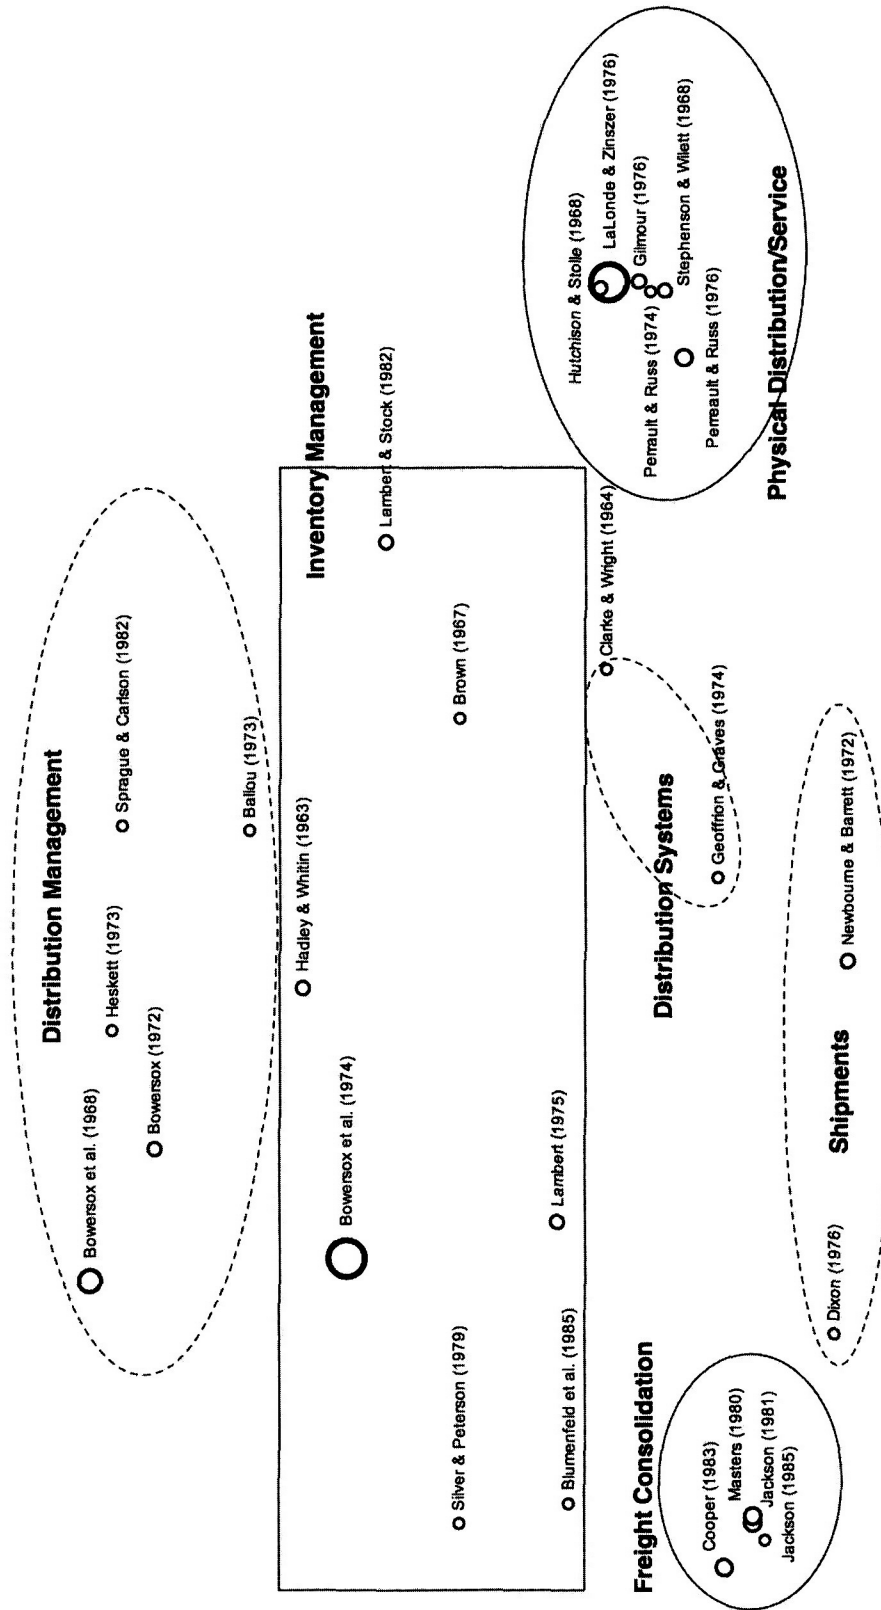 Distribution Management
Bowersox et al. (1968)
Heskett (1973)
Sprague & Carlson (1982)
Bowersox (1972)
Ballou (1973)
Inventory Management
Hadley & Whitin (1963)
Bowersox et al. (1974)
Lambert & Stock (1982)
Silver & Peterson (1979)
Brown (1967)
Lambert (1975)
Blumenfeld et al. (1985)
Hutchison & Stolle (1968)
LaLonde & Zinszer (1976)
Gilmour (1976)
Perrault & Russ (1974)
Stephenson & Wilett (1968)
Perreault & Russ (1976)
Physical Distribution/Service
Clarke & Wright (1964)
Distribution Systems
Geoffrion & Graves (1974)
Freight Consolidation
Cooper (1983)
Masters (1980)
Jackson (1981)
Jackson (1985)
Dixon (1976)
Shipments
Newbourne & Barrett (1972)